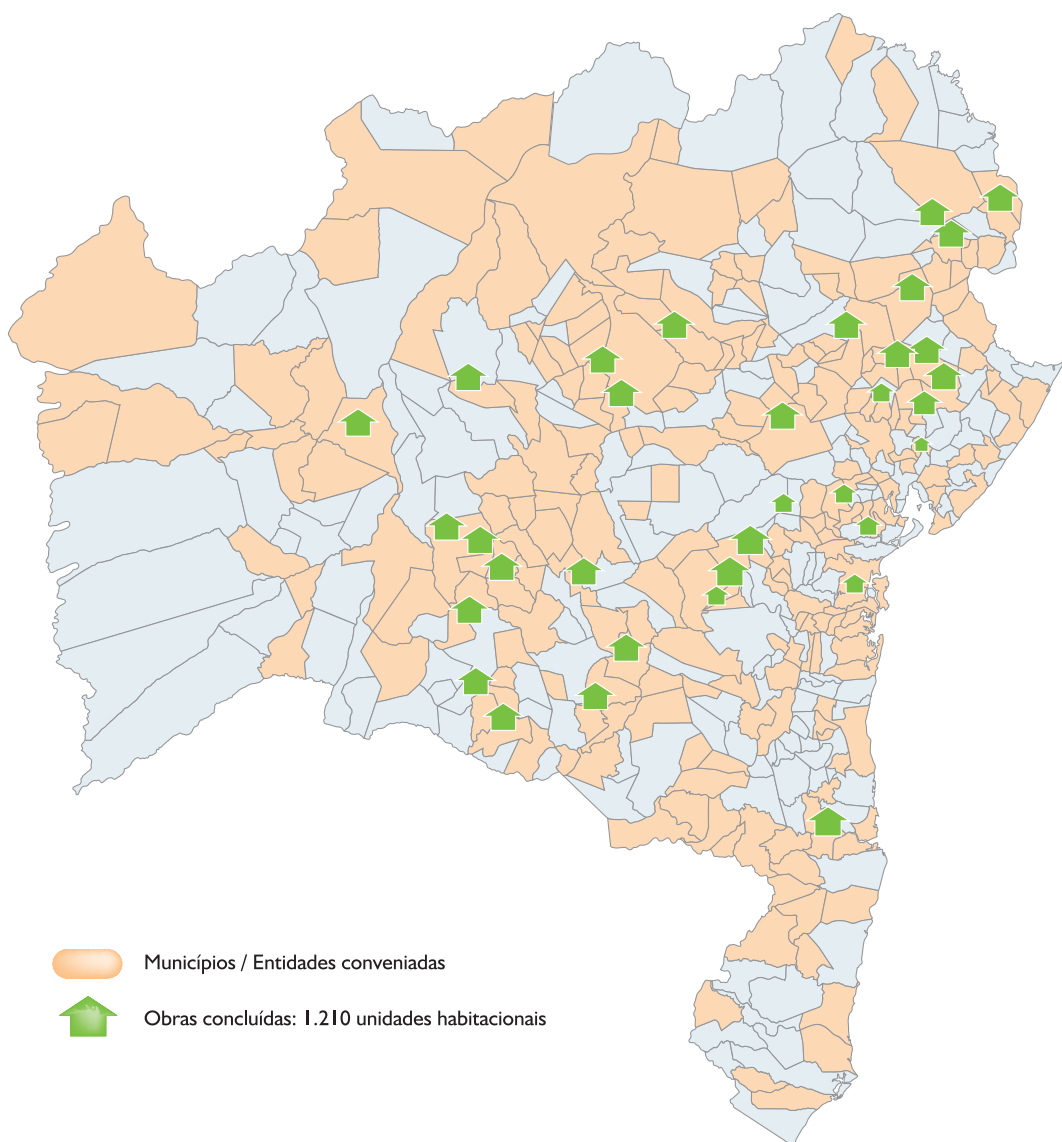 Municípios / Entidades conveniadas
Obras concluídas: 1.210 unidades habitacionais